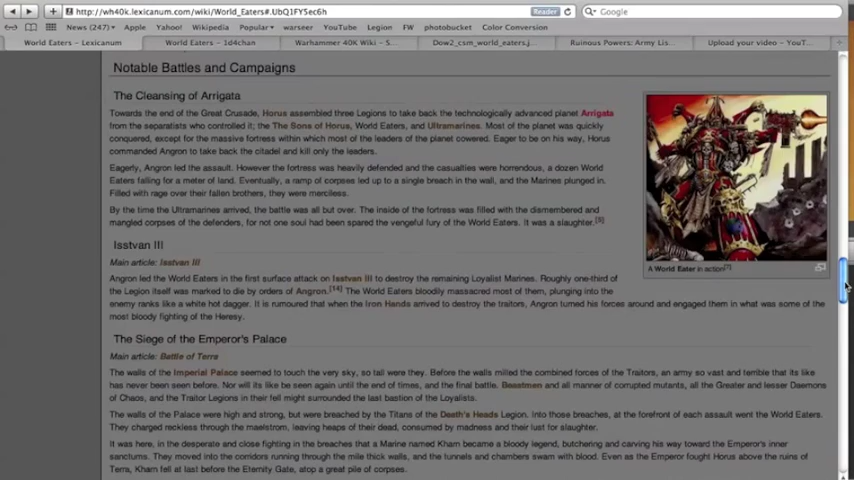 http://wh40k.lexicanum.com/wiki/World_Eaters#.UbQ1FY5ec6h
Reader
Google
News (247)
Apple
Yahoo!
Wikipedia
Popular
warseer
YouTube
Legion
FW
photobucket
Color Conversion
World Eaters – Lexicanum
World Eaters - 1d4chan
Warhammer 40K Wiki - S...
Dow2_csm_world_eaters.j...
Ruinous Powers: Army Lis...
Upload your video – YouT...
Notable Battles and Campaigns
The Cleansing of Arrigata
Towards the end of the Great Crusade, Horus assembled three Legions to take back the technologically advanced planet Arrigata
from the separatists who controlled it; the The Sons of Horus, World Eaters, and Ultramarines. Most of the planet was quickly
conquered, except for the massive fortress within which most of the leaders of the planet cowered. Eager to be on his way, Horus
commanded Angron to take back the citadel and kill only the leaders.
Eagerly, Angron led the assault. However the fortress was heavily defended and the casualties were horrendous, a dozen World
Eaters falling for a meter of land. Eventually, a ramp of corpses led up to a single breach in the wall, and the Marines plunged in.
Filled with rage over their fallen brothers, they were merciless.
By the time the Ultramarines arrived, the battle was all but over. The inside of the fortress was filled with the dismembered and
mangled corpses of the defenders, for not one soul had been spared the vengeful fury of the World Eaters. It was a slaughter.
A World Eater in action
Isstvan III
Main article: Isstvan III
Angron led the World Eaters in the first surface attack on Isstvan III to destroy the remaining Loyalist Marines. Roughly one-third of
the Legion itself was marked to die by orders of Angron.[14] The World Eaters bloodily massacred most of them, plunging into the
enemy ranks like a white hot dagger. It is rumoured that when the Iron Hands arrived to destroy the traitors, Angron turned his forces around and engaged them in what was some of the
most bloody fighting of the Heresy.
The Siege of the Emperor's Palace
Main article: Battle of Terra
The walls of the Imperial Palace seemed to touch the very sky, so tall were they. Before the walls milled the combined forces of the Traitors, an army so vast and terrible that its like
has never been seen before. Nor will its like be seen again until the end of times, and the final battle. Beastmen and all manner of corrupted mutants, all the Greater and lesser Daemons
of Chaos, and the Traitor Legions in their fell might surrounded the last bastion of the Loyalists.
The walls of the Palace were high and strong, but were breached by the Titans of the Death's Heads Legion. Into those breaches, at the forefront of each assault went the World Eaters.
They charged reckless through the maelstrom, leaving heaps of their dead, consumed by madness and their lust for slaughter.
It was here, in the desperate and close fighting in the breaches that a Marine named Kharn became a bloody legend, butchering and carving his way toward the Emperor's inner
sanctums. They moved into the corridors running through the mile thick walls, and the tunnels and chambers swam with blood. Even as the Emperor fought Horus above the ruins of
Terra, Kharn fell at last before the Eternity Gate, atop a great pile of corpses.